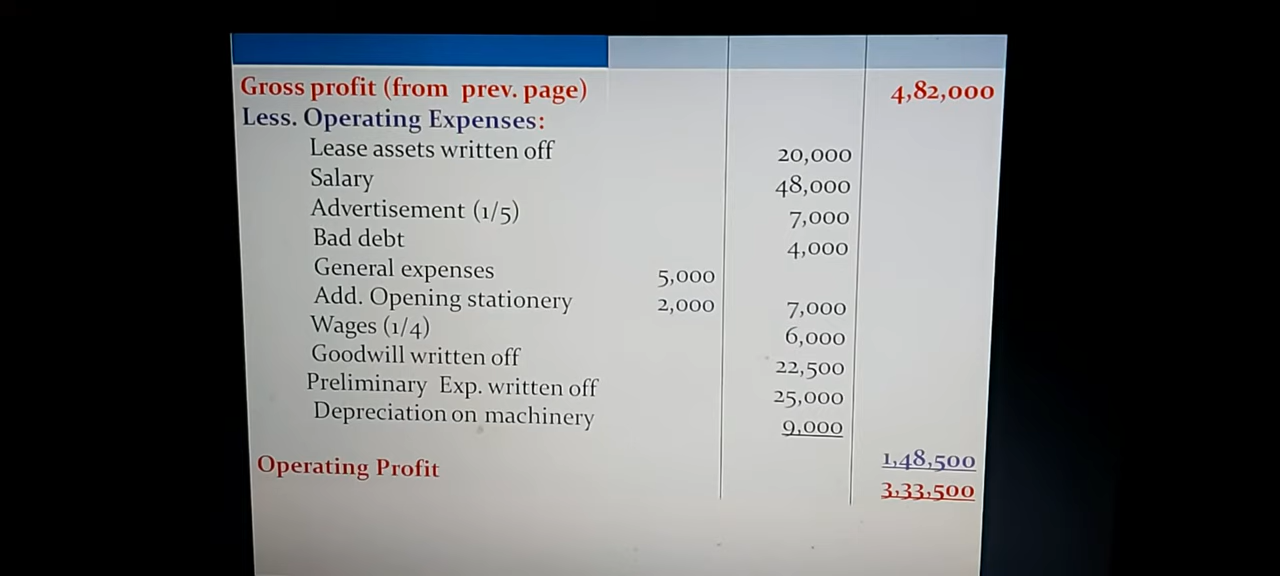 Gross profit (from prev. page) 4,82,000
Less. Operating Expenses:
Lease assets written off 20,000
Salary 48,000
Advertisement (1/5) 7,000
Bad debt 4,000
General expenses 5,000
Add. Opening stationery 2,000 7,000
Wages (1/4) 6,000
Goodwill written off 22,500
Preliminary Exp. written off 25,000
Depreciation on machinery 9,000
1,48,500
Operating Profit 3,33,500